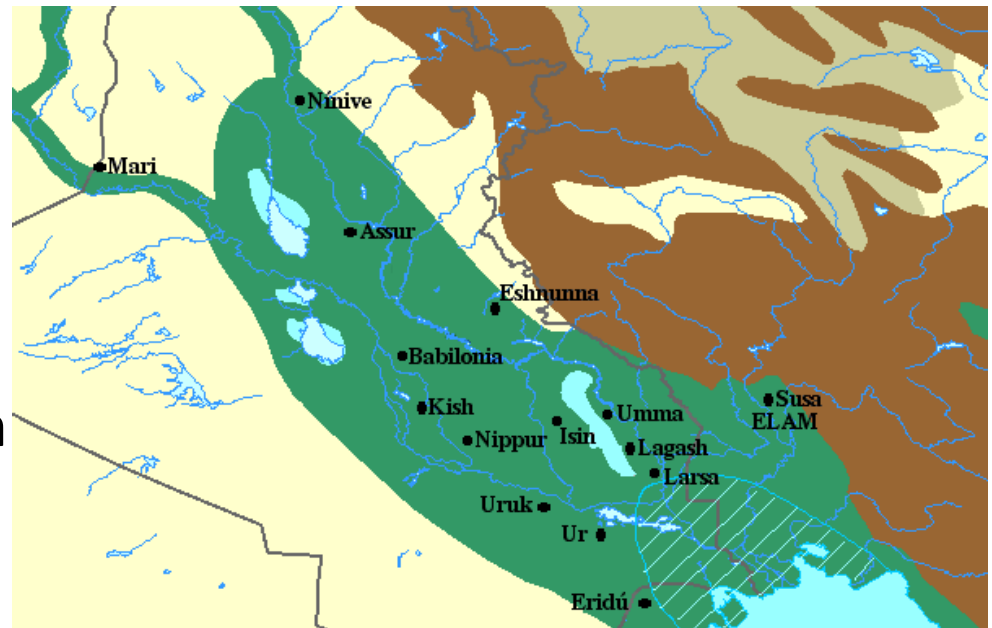 Nínive
Mari
Assur
Eshnunna
Babilonia
Susa
ELAM
Kish
Umma
Isin
Nippur
Lagash
Larsa
Uruk
Ur
Eridú